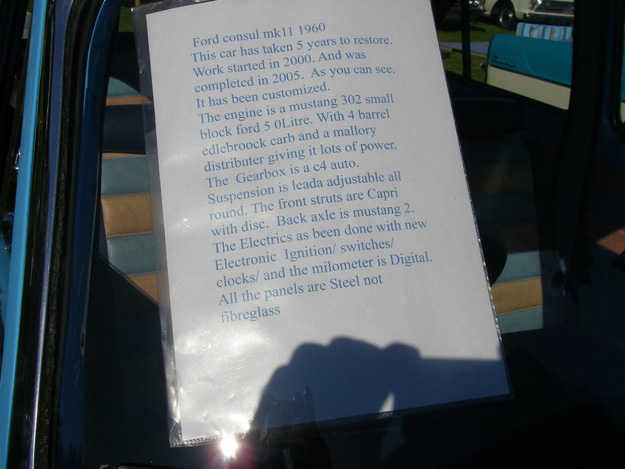 Ford consul mk11 1960
This car has taken 5 years to restore.
Work started in 2000. And was
completed in 2005. As you can see.
It has been customized.
The engine is a mustang 302 small
block ford 5 0Litre. With 4 barrel
edlebroock carb and a mallory
distributer giving it lots of power.
The Gearbox is a c4 auto.
Suspension is leada adjustable all
round. The front struts are Capri
with disc. Back axle is mustang 2.
The Electrics as been done with new
Electronic Ignition/ switches/
clocks/ and the milometer is Digital.
All the panels are Steel not
fibreglass